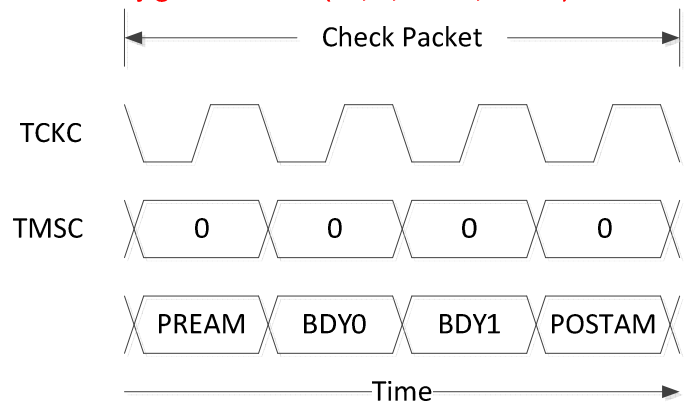 Check Packet
TCKC
TMSC 0 0 0 0
PREAM BDY0 BDY1 POSTAM
Time